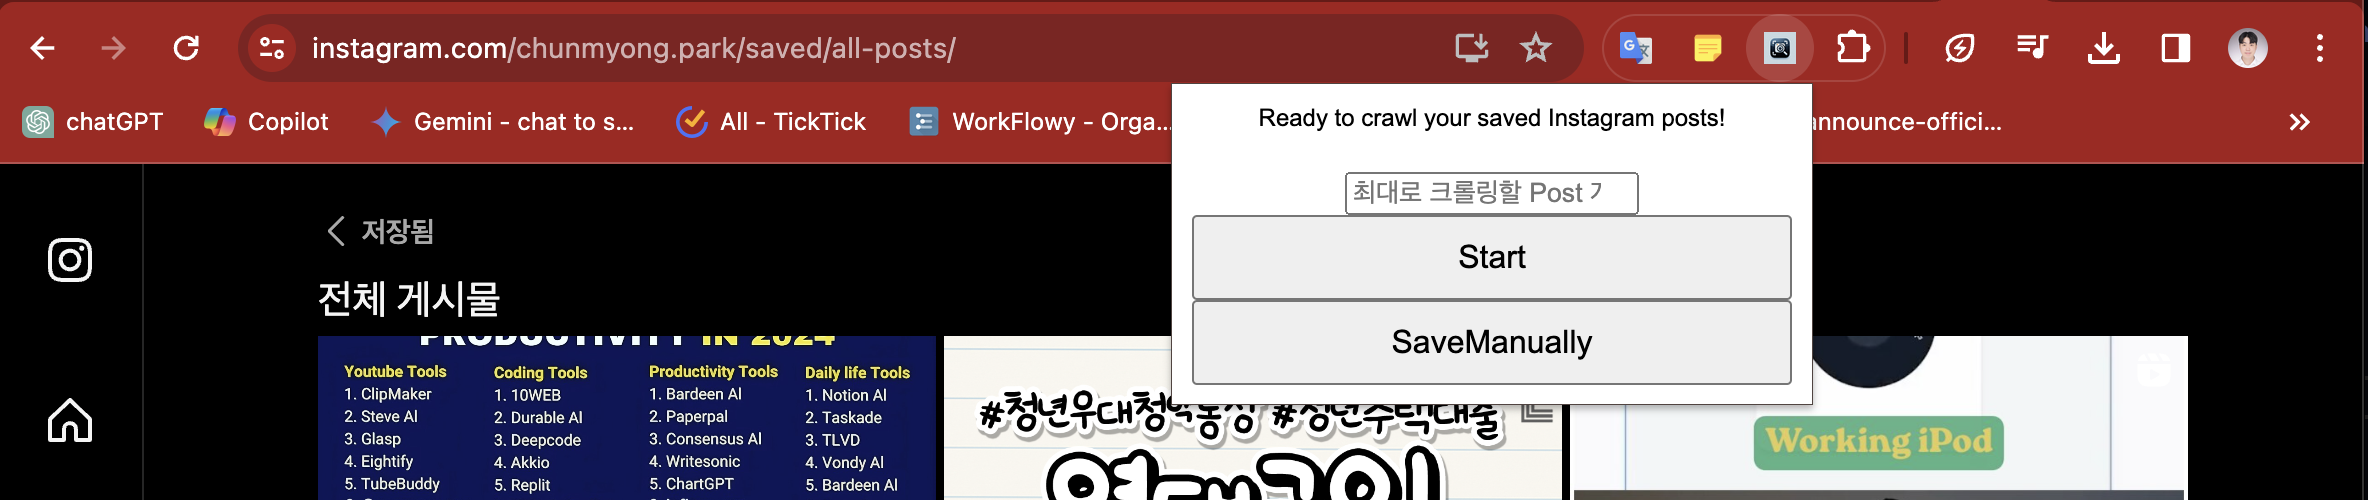 instagram.com/chunmyong.park/saved/all-posts/
chatGPT
Copilot
Gemini - chat to s...
All - TickTick
WorkFlowy - Orga...
announce-offici...
Ready to crawl your saved Instagram posts!
최대로 크롤링할 Post
Start
SaveManually
저장됨
전체 게시물
PRODUCTIVITY IN 2024
Youtube Tools
1. ClipMaker
2. Steve AI
3. Glasp
4. Eightify
5. TubeBuddy
Coding Tools
1. 10WEB
2. Durable AI
3. Deepcode
4. Akkio
5. Replit
Productivity Tools
1. Bardeen AI
2. Paperpal
3. Consensus AI
4. Writesonic
5. ChartGPT
Daily life Tools
1. Notion AI
2. Taskade
3. TLVD
4. Vondy AI
5. Bardeen AI
#청년우대청약통장 #청년주택대출
Working iPod